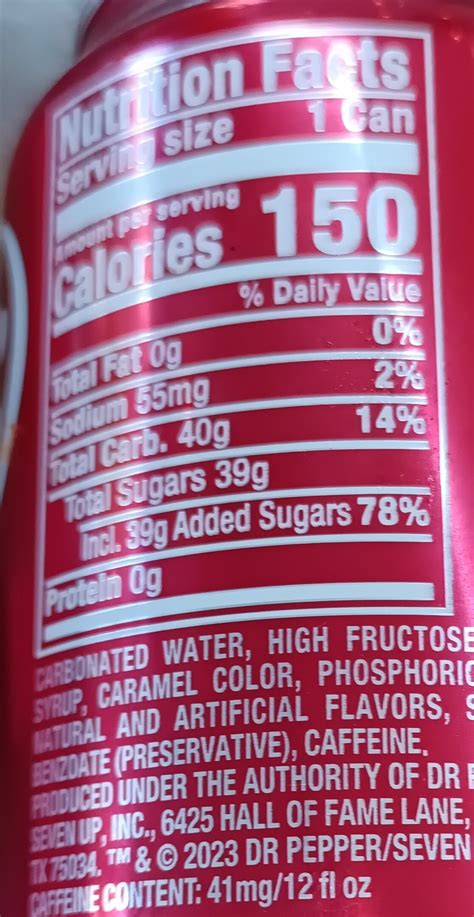 Nutrition Facts
Serving size 1 Can
Amount per serving
Calories 150
% Daily Value
Total Fat 0g 0%
Sodium 55mg 2%
Total Carb. 40g 14%
Total Sugars 39g
Incl. 39g Added Sugars 78%
Protein 0g
CARBONATED WATER, HIGH FRUCTOSE
SYRUP, CARAMEL COLOR, PHOSPHORIC
NATURAL AND ARTIFICIAL FLAVORS, S
BENZOATE (PRESERVATIVE), CAFFEINE.
PRODUCED UNDER THE AUTHORITY OF DR
SEVEN UP, INC., 6425 HALL OF FAME LANE,
TX 75034. ™ & © 2023 DR PEPPER/SEVEN
CAFFEINE CONTENT: 41mg/12 fl oz